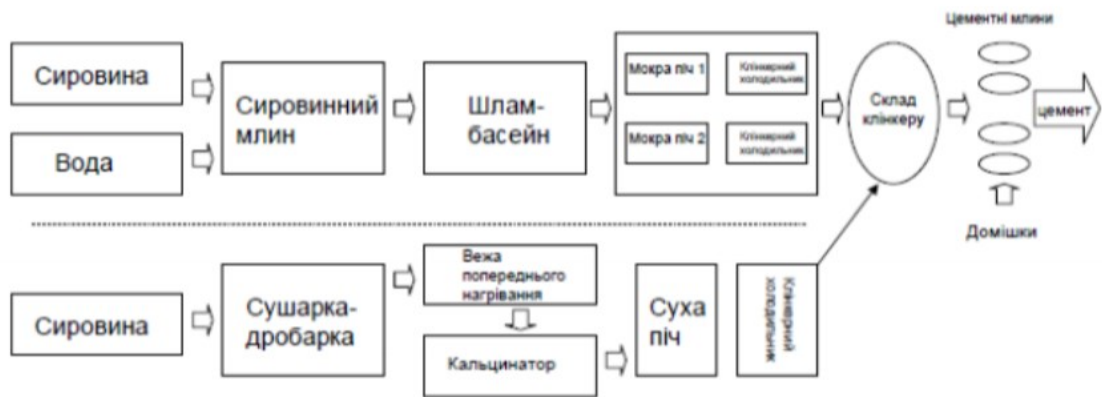 Цементні млини
Сировина
Вода
Сировинний
млин
Шлам-
басейн
Мокра піч 1
Клінкерний
холодильник
Мокра піч 2
Клінкерний
холодильник
Склад
клінкеру
цемент
Домішки
Сировина
Сушарка-
дробарка
Вежа
попереднього
нагрівання
Кальцинатор
Суха
піч
Клінкерний
холодильник